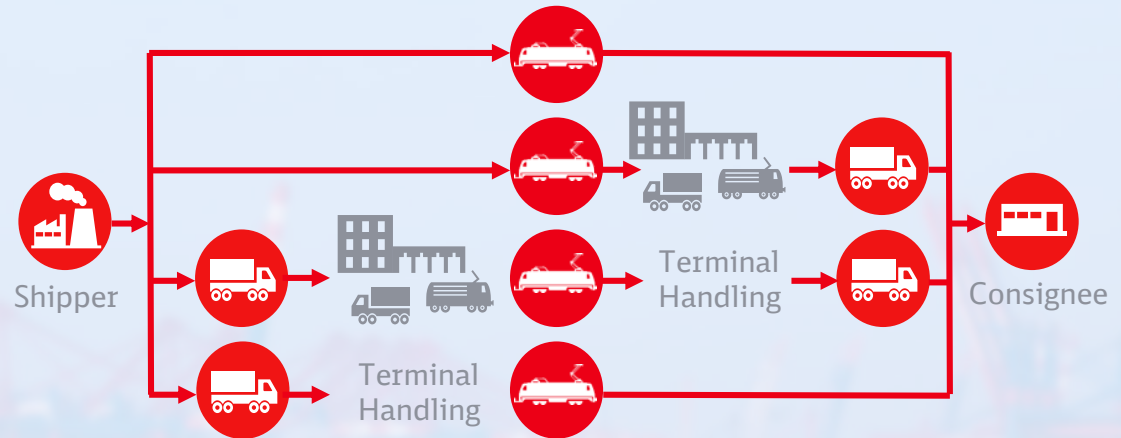 Shipper
Terminal
Handling
Consignee
Terminal
Handling